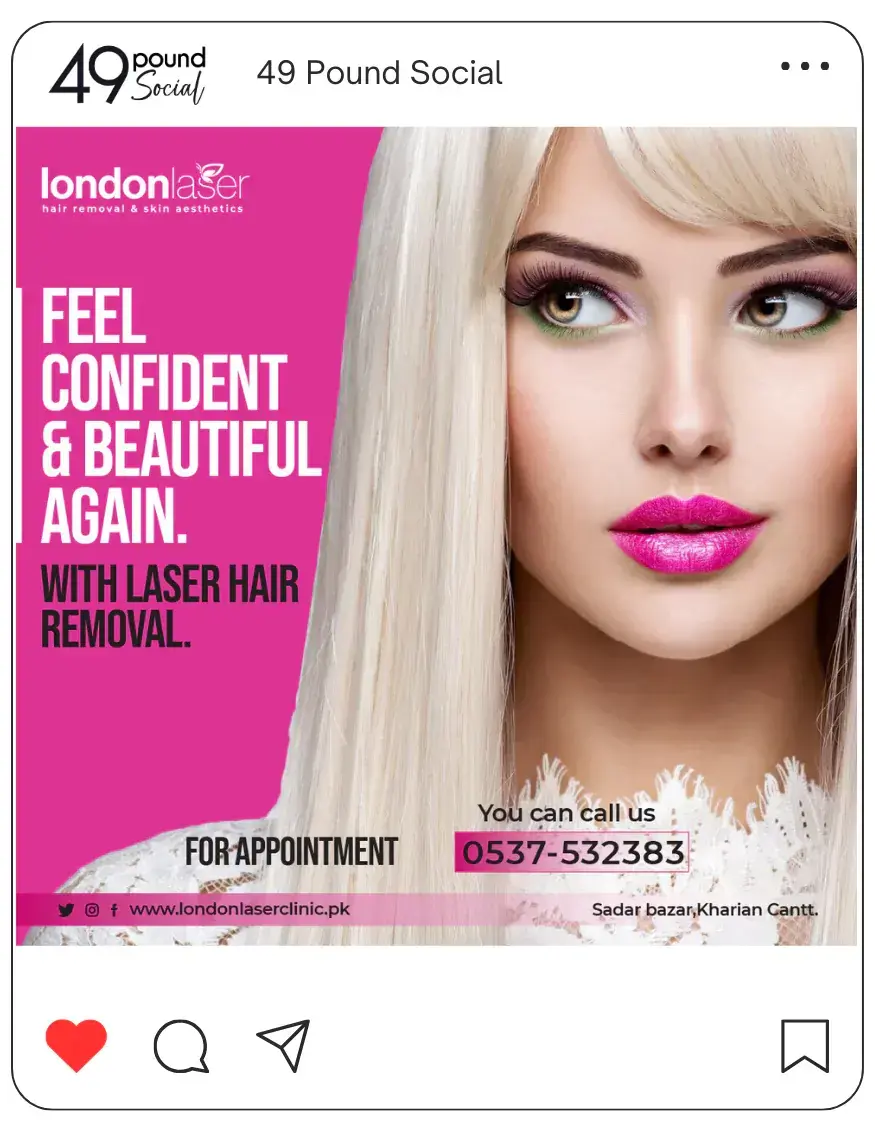 49 pound Social
49 Pound Social
londonlaser
hair removal & skin aesthetics
FEEL
CONFIDENT
& BEAUTIFUL
AGAIN.
WITH LASER HAIR
REMOVAL.
You can call us
FOR APPOINTMENT
0537-532383
www.londonlaserclinic.pk
Sadar bazar,Kharian Cantt.